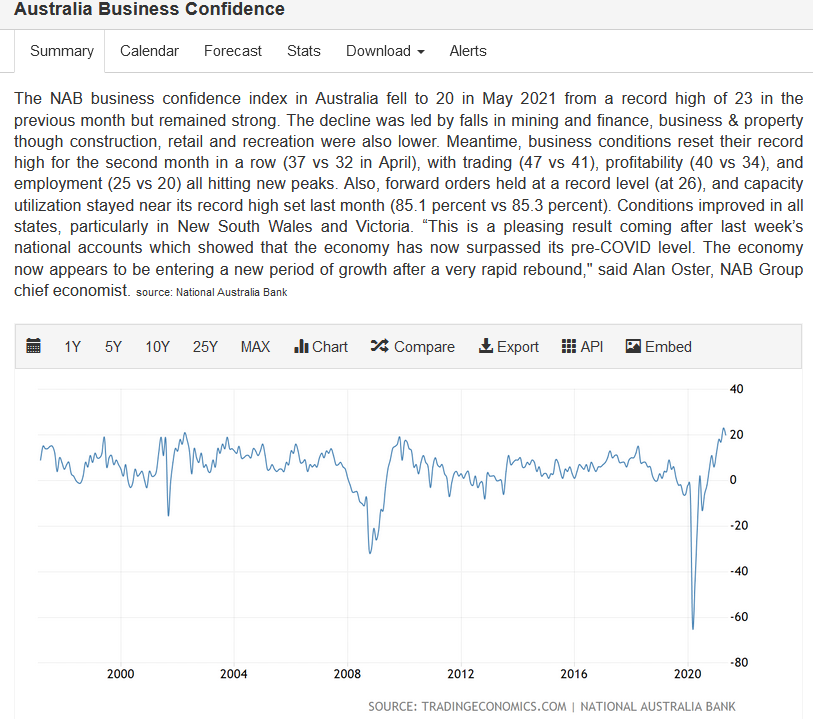 Australia Business Confidence
Summary Calendar Forecast Stats Download Alerts
The NAB business confidence index in Australia fell to 20 in May 2021 from a record high of 23 in the
previous month but remained strong. The decline was led by falls in mining and finance, business & property
though construction, retail and recreation were also lower. Meantime, business conditions reset their record
high for the second month in a row (37 vs 32 in April), with trading (47 vs 41), profitability (40 vs 34), and
employment (25 vs 20) all hitting new peaks. Also, forward orders held at a record level (at 26), and capacity
utilization stayed near its record high set last month (85.1 percent vs 85.3 percent). Conditions improved in all
states, particularly in New South Wales and Victoria. “This is a pleasing result coming after last week’s
national accounts which showed that the economy has now surpassed its pre-COVID level. The economy
now appears to be entering a new period of growth after a very rapid rebound," said Alan Oster, NAB Group
chief economist. source: National Australia Bank
1Y 5Y 10Y 25Y MAX Chart Compare Export API Embed
40
20
0
-20
-40
-60
-80
2000 2004 2008 2012 2016 2020
SOURCE: TRADINGECONOMICS.COM | NATIONAL AUSTRALIA BANK